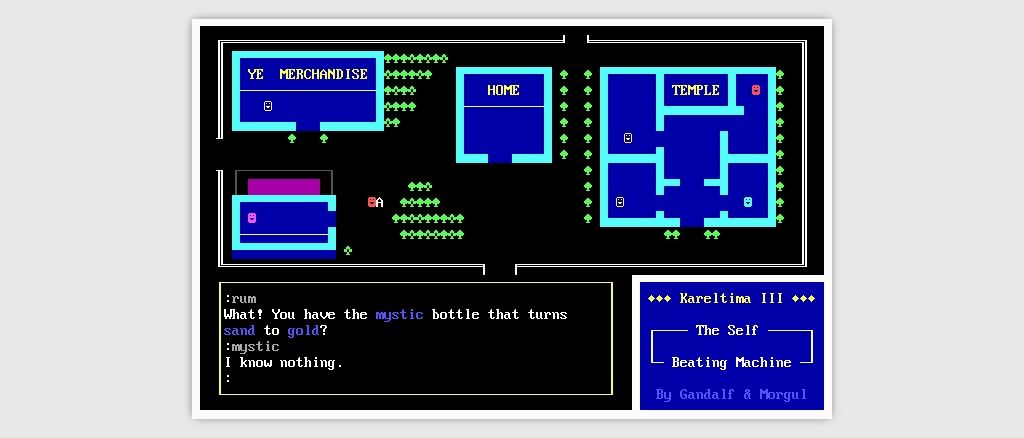 YE MERCHANDISE
HOME
TEMPLE
A
:rum
What! You have the mystic bottle that turns
sand to gold?
:mystic
I know nothing.
:
♦♦♦ Kareltima III ♦♦♦
The Self
Beating Machine
By Gandalf & Morgul